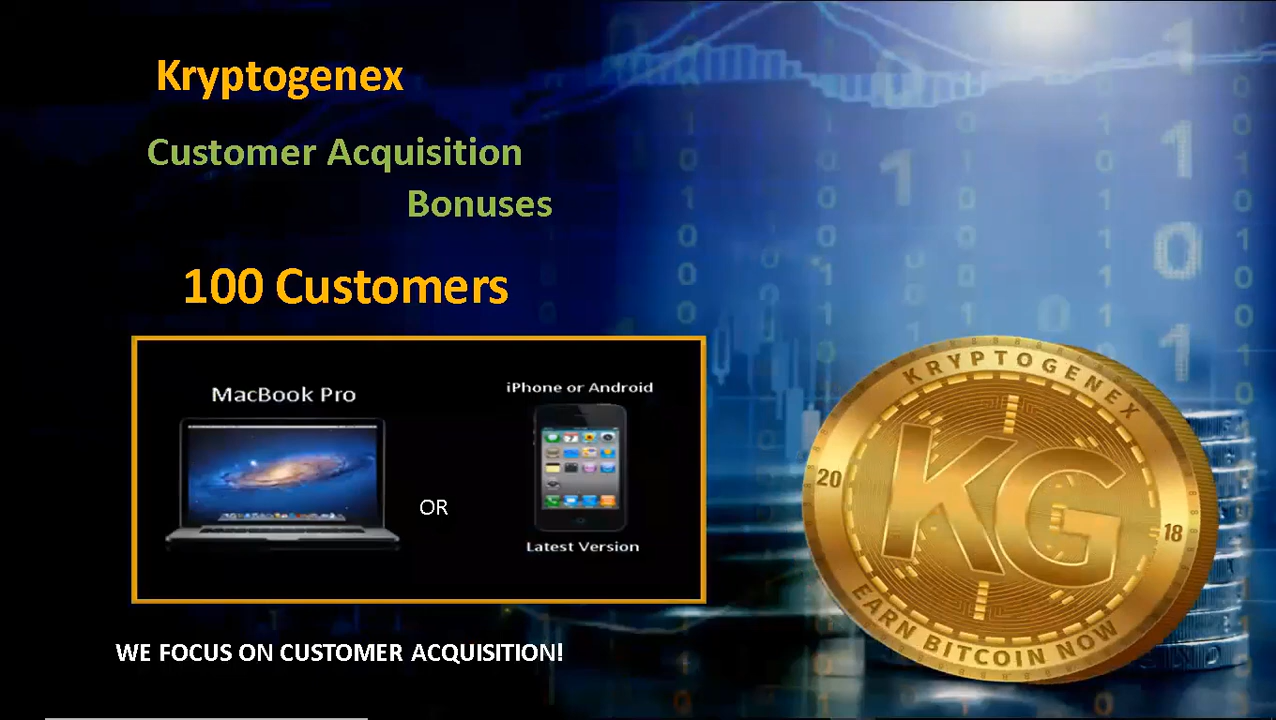 Kryptogenex
Customer Acquisition
Bonuses
100 Customers
MacBook Pro
iPhone or Android
OR
Latest Version
WE FOCUS ON CUSTOMER ACQUISITION!
KRYPTOGENEX
20
KG
18
EARN BITCOIN NOW